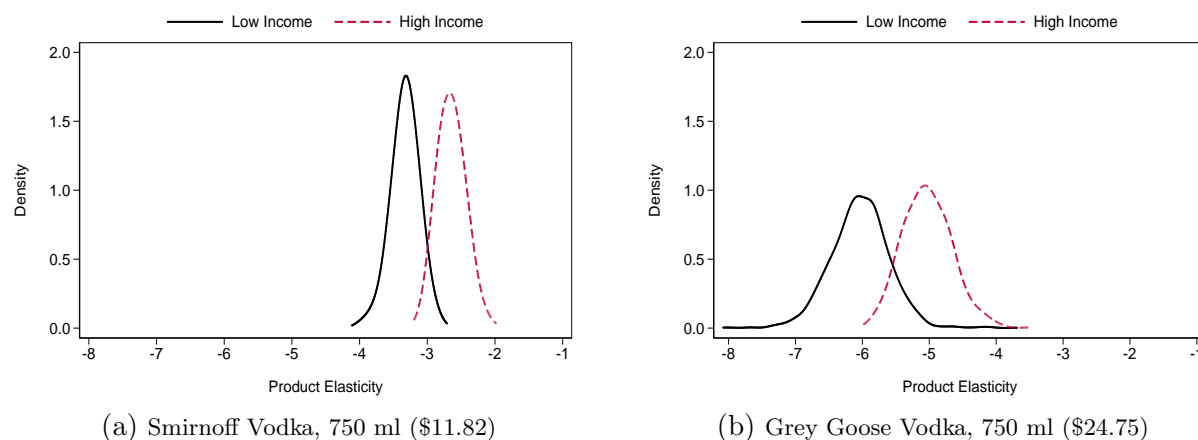 Low Income High Income
2.0
1.5
1.0
0.5
0.0
Density
-8 -7 -6 -5 -4 -3 -2 -1
Product Elasticity
(a) Smirnoff Vodka, 750 ml ($11.82)
Low Income High Income
2.0
1.5
1.0
0.5
0.0
Density
-8 -7 -6 -5 -4 -3 -2 -1
Product Elasticity
(b) Grey Goose Vodka, 750 ml ($24.75)